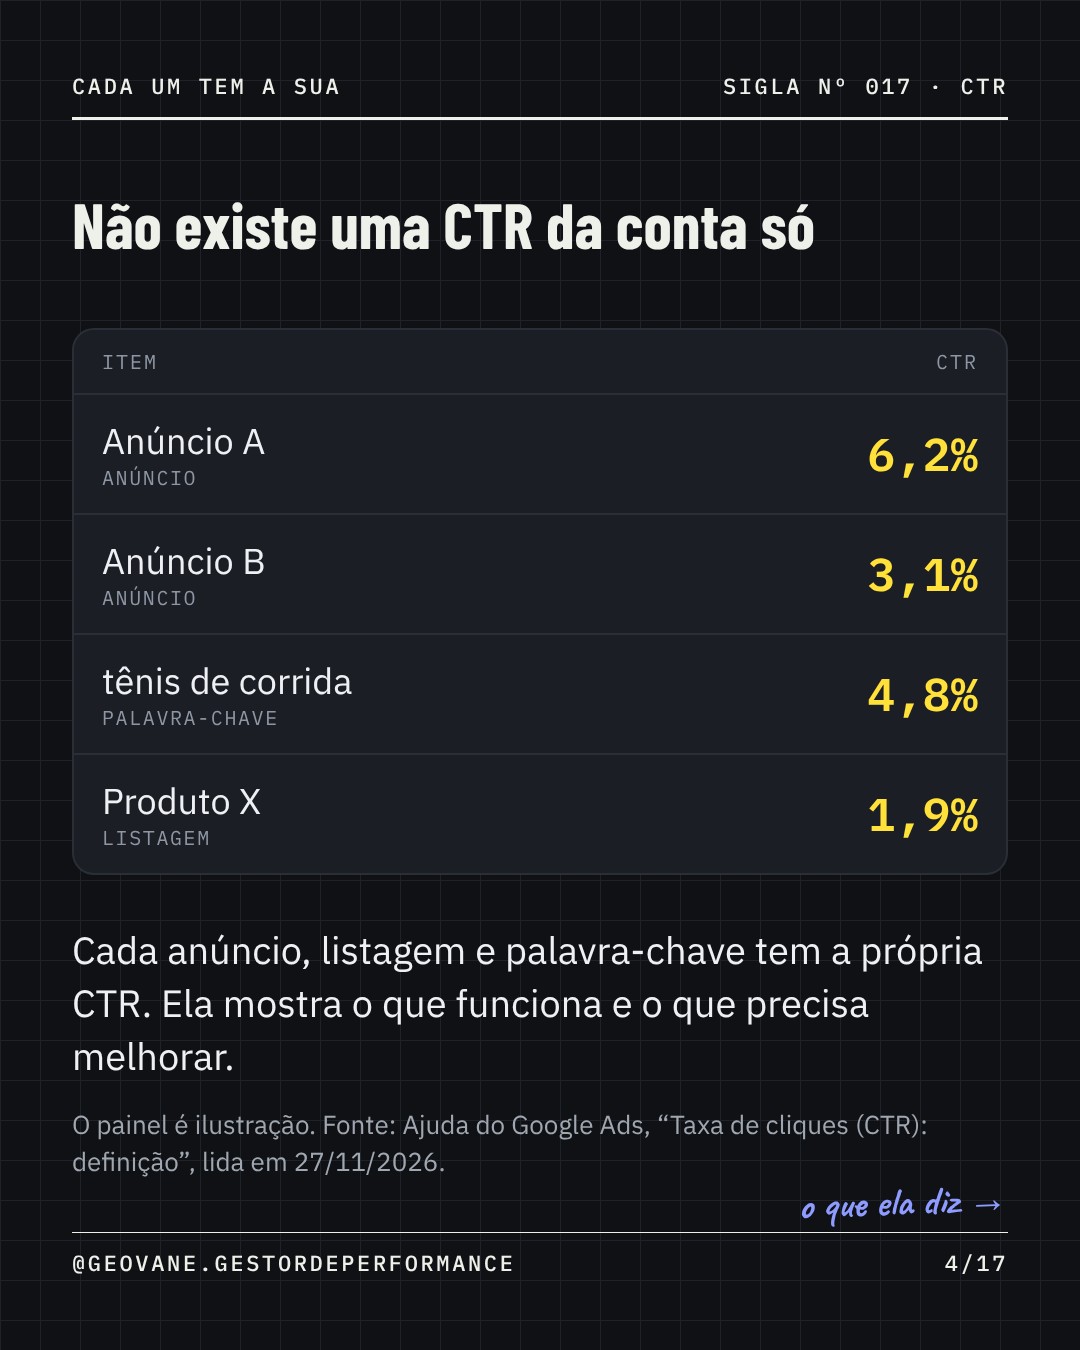 CADA UM TEM A SUA
SIGLA Nº 017 · CTR
Não existe uma CTR da conta só
ITEM
CTR
Anúncio A
ANÚNCIO
6,2%
Anúncio B
ANÚNCIO
3,1%
tênis de corrida
PALAVRA-CHAVE
4,8%
Produto X
LISTAGEM
1,9%
Cada anúncio, listagem e palavra-chave tem a própria
CTR. Ela mostra o que funciona e o que precisa
melhorar.
O painel é ilustração. Fonte: Ajuda do Google Ads, “Taxa de cliques (CTR):
definição”, lida em 27/11/2026.
o que ela diz →
@GEOVANE.GESTORDEPERFORMANCE
4/17